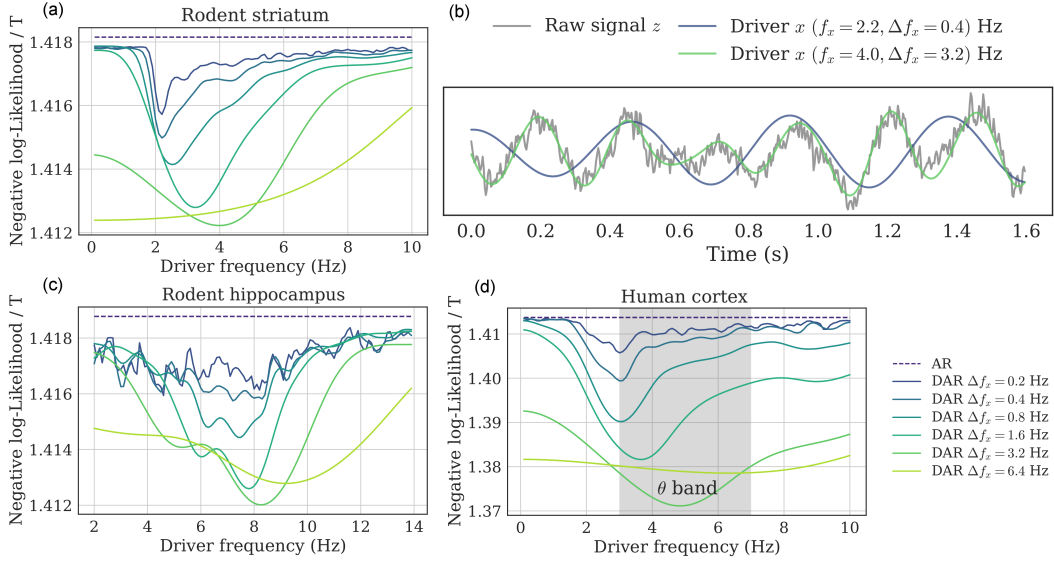 (a)
Rodent striatum
Negative log-Likelihood / T
1.418
1.416
1.414
1.412
0 2 4 6 8 10
Driver frequency (Hz)
(b)
Raw signal z
Driver x (fₓ = 2.2, Δfₓ = 0.4) Hz
Driver x (fₓ = 4.0, Δfₓ = 3.2) Hz
0.0 0.2 0.4 0.6 0.8 1.0 1.2 1.4 1.6
Time (s)
(c)
Rodent hippocampus
Negative log-Likelihood / T
1.418
1.416
1.414
1.412
2 4 6 8 10 12 14
Driver frequency (Hz)
(d)
Human cortex
Negative log-Likelihood / T
1.41
1.40
1.39
1.38
1.37
θ band
0 2 4 6 8 10
Driver frequency (Hz)
AR
DAR Δfₓ = 0.2 Hz
DAR Δfₓ = 0.4 Hz
DAR Δfₓ = 0.8 Hz
DAR Δfₓ = 1.6 Hz
DAR Δfₓ = 3.2 Hz
DAR Δfₓ = 6.4 Hz